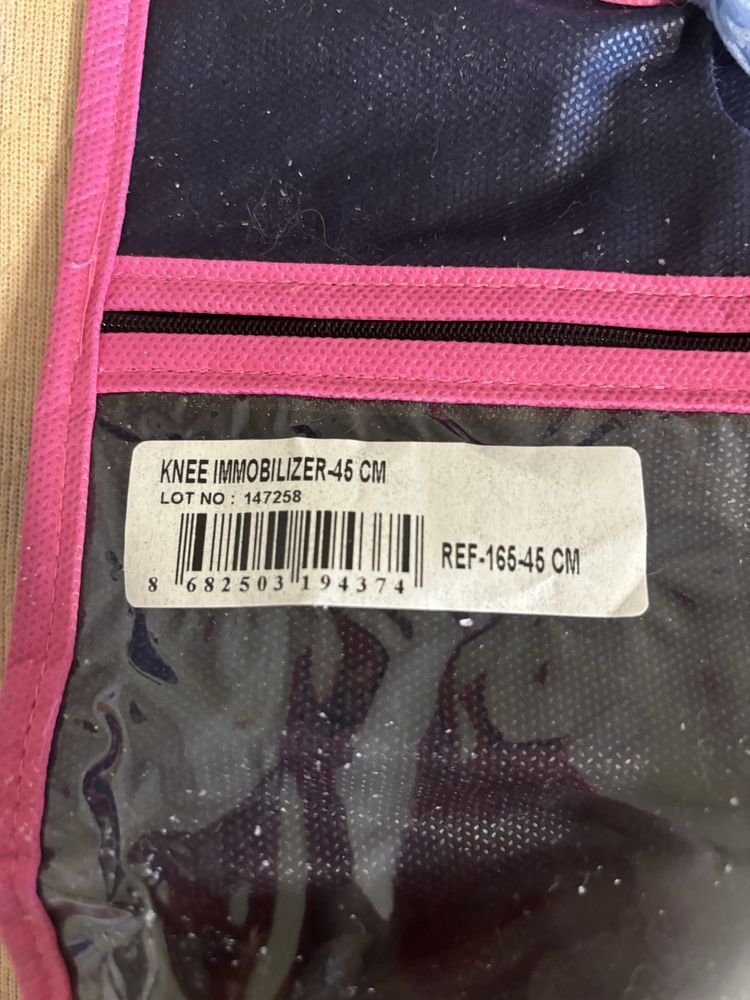 KNEE IMMOBILIZER-45 CM
LOT NO : 147258
REF-165-45 CM
8 682503 194374